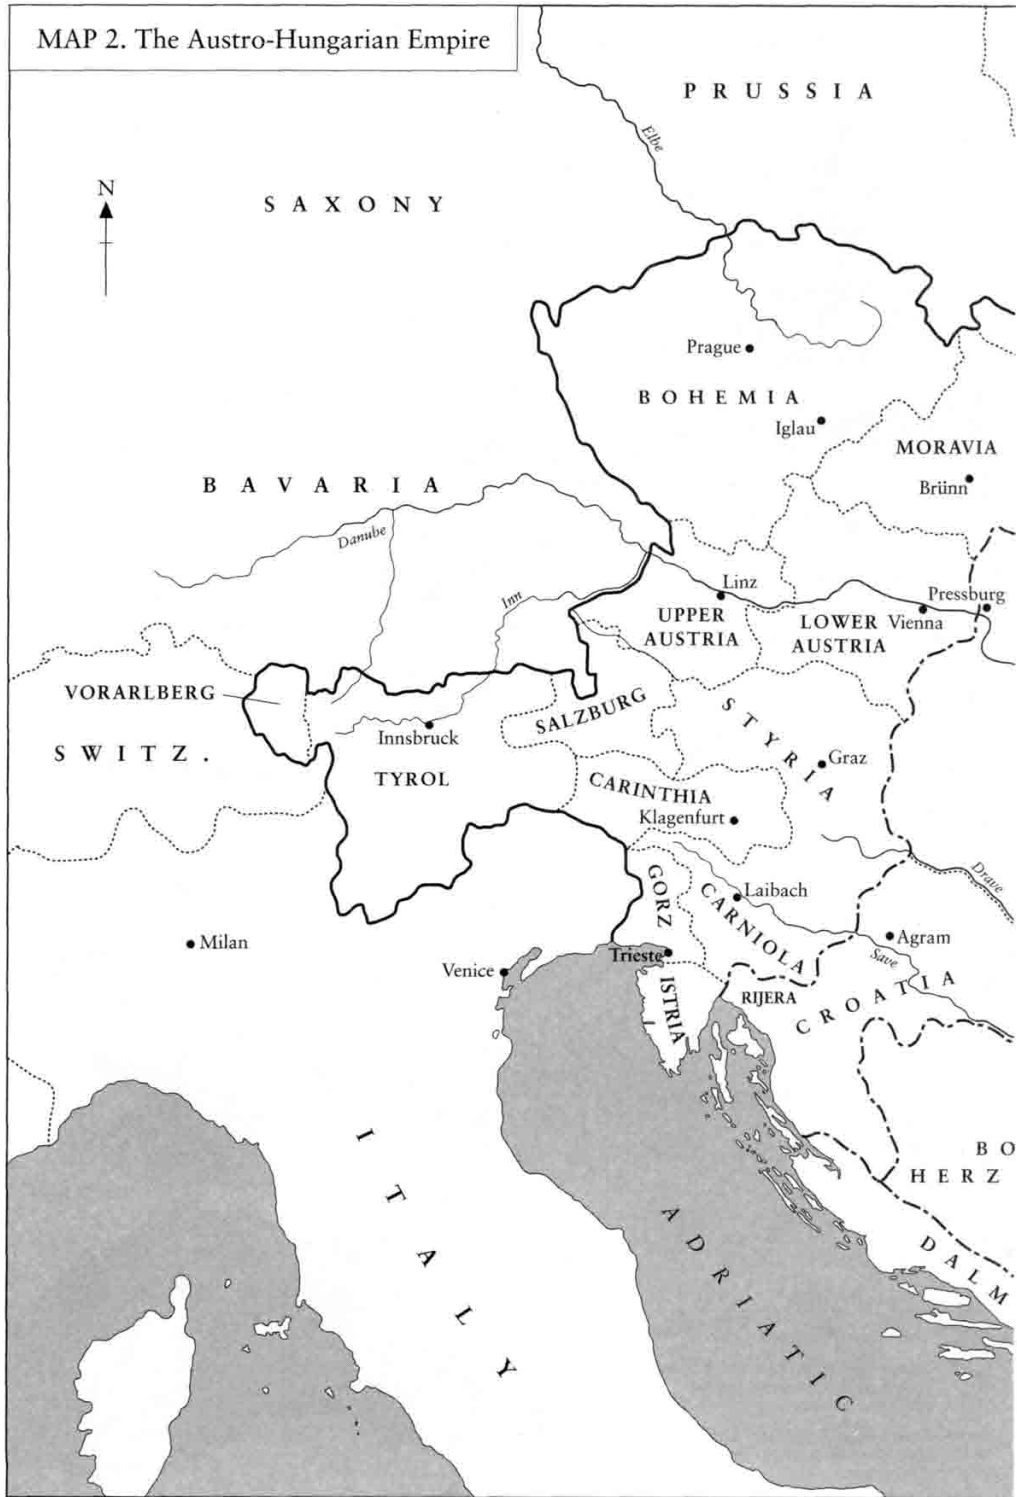 MAP 2. The Austro-Hungarian Empire
PRUSSIA
Elbe
N
SAXONY
Prague
BOHEMIA
Iglau
MORAVIA
Brünn
BAVARIA
Danube
Inn
Linz
Pressburg
UPPER
AUSTRIA
LOWER
AUSTRIA
Vienna
VORARLBERG
SALZBURG
STYRIA
Innsbruck
SWITZ.
TYROL
Graz
CARINTHIA
Klagenfurt
Drave
GORZ
Laibach
CARNIOLA
Milan
Agram
Save
Venice
Trieste
ISTRIA
RIJERA
CROATIA
ITALY
BO
HERZ
ADRIATIC
DALM